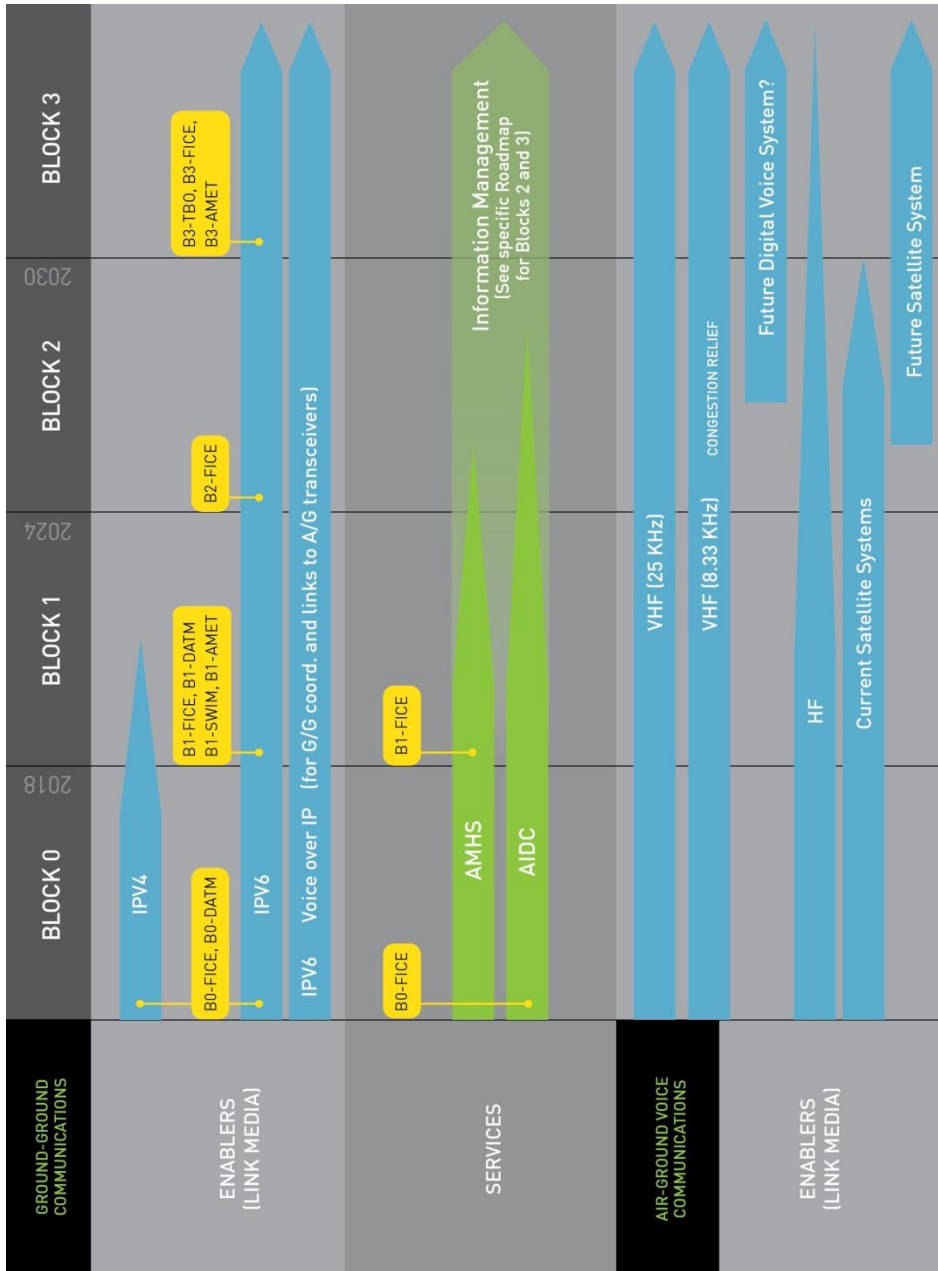 GROUND-GROUND
COMMUNICATIONS
BLOCK 0
2018
BLOCK 1
2024
BLOCK 2
2030
BLOCK 3
ENABLERS
(LINK MEDIA)
IPV4
B0-FICE, B0-DATM
B1-FICE, B1-DATM
B1-SWIM, B1-AMET
B2-FICE
B3-TBO, B3-FICE,
B3-AMET
IPV6
IPV6 Voice over IP (for G/G coord. and links to A/G transceivers)
SERVICES
B0-FICE
B1-FICE
AMHS
AIDC
Information Management
(See specific Roadmap
for Blocks 2 and 3)
AIR-GROUND VOICE
COMMUNICATIONS
VHF (25 KHz)
VHF (8.33 KHz) CONGESTION RELIEF
ENABLERS
(LINK MEDIA)
Future Digital Voice System?
HF
Current Satellite Systems
Future Satellite System